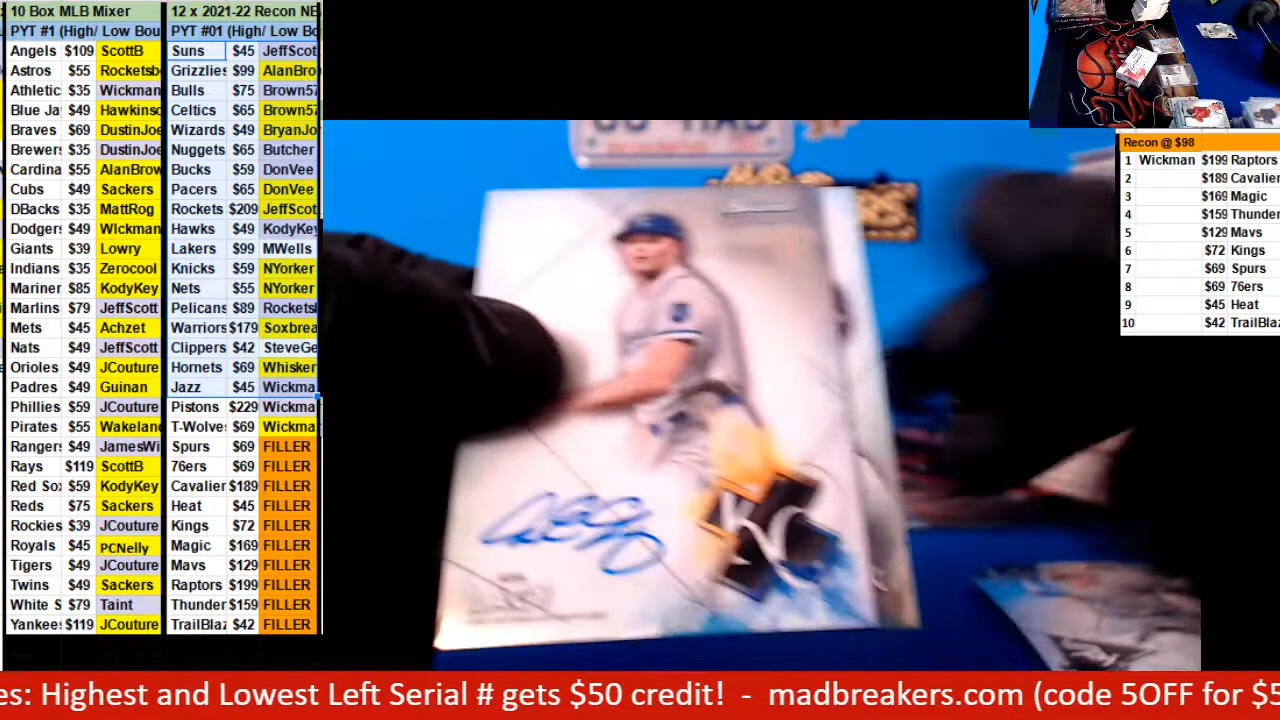 10 Box MLB Mixer
PYT #1 (High/ Low Bou
Angels $109 ScottB
Astros $55 Rocketsb
Athletic $35 Wickman
Blue Ja $49 Hawkins
Braves $69 DustinJoe
Brewer $35 DustinJoe
Cardina $55 AlanBrow
Cubs $49 Sackers
DBacks $35 MattRog
Dodgers $49 WIckman
Giants $39 Lowry
Indians $35 Zerocool
Mariner $85 KodyKey
Marlins $79 JeffScott
Mets $45 Achzet
Nats $49 JeffScott
Orioles $49 JCouture
Padres $49 Guinan
Phillies $59 JCouture
Pirates $55 Wakeland
Ranger $49 JamesWi
Rays $119 ScottB
Red Sox $59 KodyKey
Reds $75 Sackers
Rockies $39 JCouture
Royals $45 PCNelly
Tigers $49 JCouture
Twins $49 Sackers
White S $79 Taint
Yankees $119 JCouture
12 x 2021-22 Recon NB
PYT #01 (High/ Low Bo
Suns $45 JeffScot
Grizzlies $99 AlanBro
Bulls $75 Brown57
Celtics $65 Brown57
Wizards $49 BryanJo
Nuggets $65 Butcher
Bucks $59 DonVee
Pacers $65 DonVee
Rockets $209 JeffScot
Hawks $49 KodyKey
Lakers $99 MWells
Knicks $59 NYorker
Nets $55 NYorker
Pelicans $89 Rockets
Warriors $179 Soxbrea
Clippers $42 SteveGe
Hornets $69 Whisker
Jazz $45 Wickma
Pistons $229 Wickma
T-Wolve $69 Wickma
Spurs $69 FILLER
76ers $69 FILLER
Cavalier $189 FILLER
Heat $45 FILLER
Kings $72 FILLER
Magic $169 FILLER
Mavs $129 FILLER
Raptors $199 FILLER
Thunder $159 FILLER
TrailBlaz $42 FILLER
KC
Recon @ $98
1 Wickman $199 Raptors
2 $189 Cavalier
3 $169 Magic
4 $159 Thunder
5 $129 Mavs
6 $72 Kings
7 $69 Spurs
8 $69 76ers
9 $45 Heat
10 $42 TrailBlaz
es: Highest and Lowest Left Serial # gets $50 credit! - madbreakers.com (code 5OFF for $5